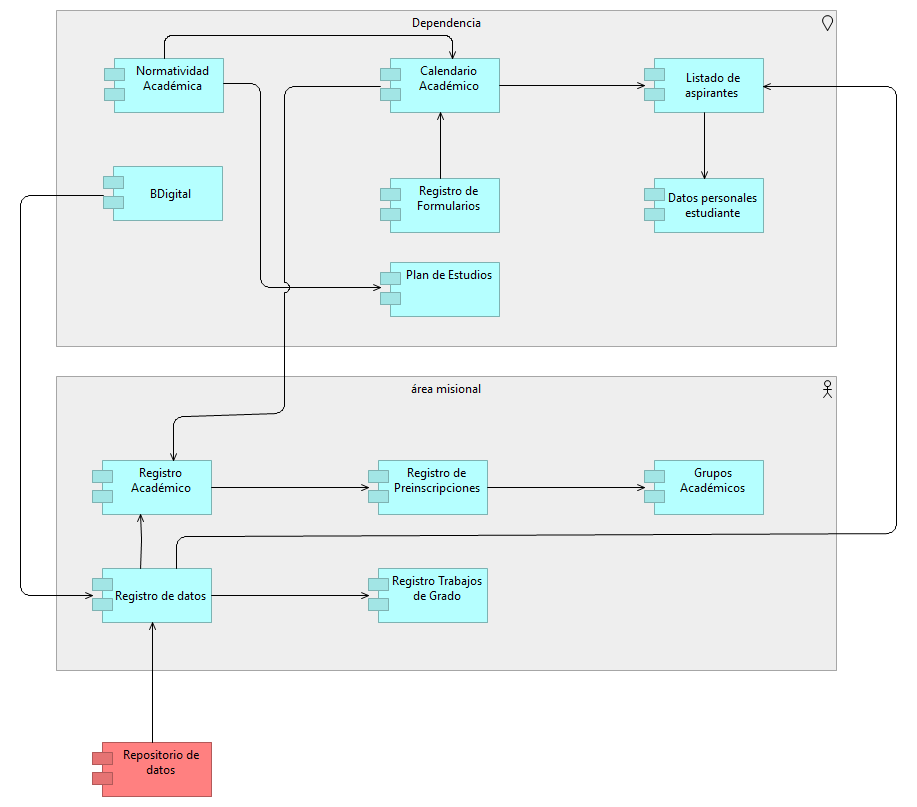 Dependencia
Normatividad
Académica
Calendario
Académico
Listado de
aspirantes
BDigital
Registro de
Formularios
Datos personales
estudiante
Plan de Estudios
área misional
Registro
Académico
Registro de
Preinscripciones
Grupos
Académicos
Registro de datos
Registro Trabajos
de Grado
Repositorio de
datos